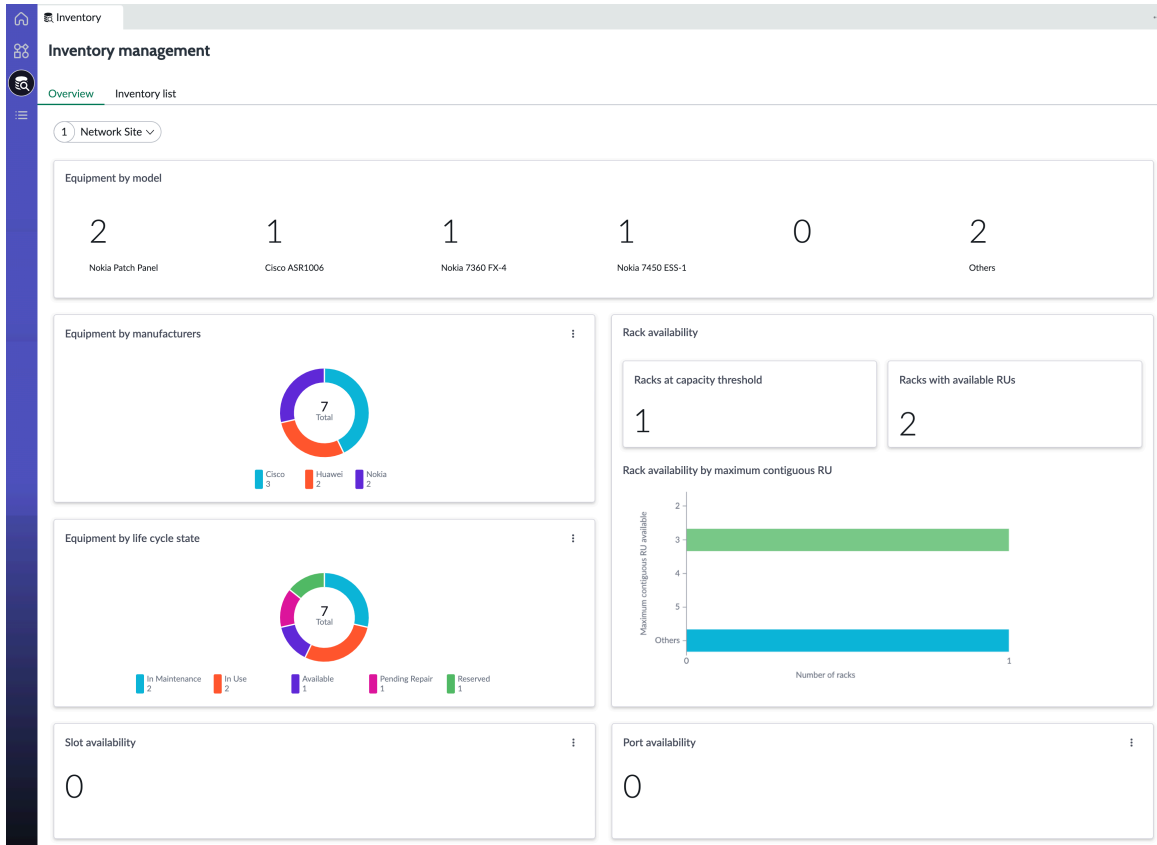 Inventory
Inventory management
Overview
Inventory list
1 Network Site
Equipment by model
2
Nokia Patch Panel
1
Cisco ASR1006
1
Nokia 7360 FX-4
1
Nokia 7450 ESS-1
0
2
Others
Equipment by manufacturers
7
Total
Cisco
3
Huawei
2
Nokia
2
Rack availability
Racks at capacity threshold
1
Racks with available RUs
2
Rack availability by maximum contiguous RU
Maximum contiguous RU available
2
3
4
5
Others
0
1
Number of racks
Equipment by life cycle state
7
Total
In Maintenance
2
In Use
2
Available
1
Pending Repair
1
Reserved
1
Slot availability
0
Port availability
0